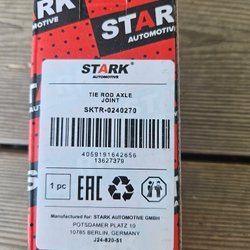 STARK
AUTOMOTIVE
STARK
AUTOMOTIVE
TIE ROD AXLE
JOINT
SKTR-0240270
4059191642656
13627379
1 pc
EAC
Manufactured for: STARK AUTOMOTIVE GMBH
POTSDAMER PLATZ 10
10785 BERLIN, GERMANY
J24-820-51